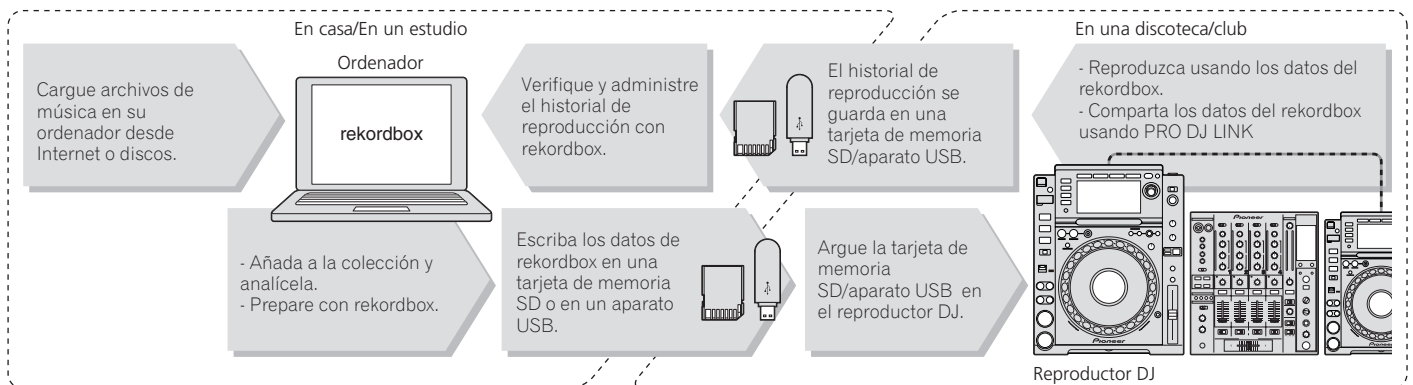 En casa/En un estudio
Cargue archivos de
música en su
ordenador desde
Internet o discos.
Ordenador
rekordbox
- Añada a la colección y
analícela.
- Prepare con rekordbox.
Verifique y administre
el historial de
reproducción con
rekordbox.
Escriba los datos de
rekordbox en una
tarjeta de memoria
SD o en un aparato
USB.
El historial de
reproducción se
guarda en una
tarjeta de memoria
SD/aparato USB.
Argue la tarjeta de
memoria
SD/aparato USB en
el reproductor DJ.
En una discoteca/club
- Reproduzca usando los datos del
rekordbox.
- Comparta los datos del rekordbox
usando PRO DJ LINK
Pioneer
Pioneer
Pioneer
Reproductor DJ